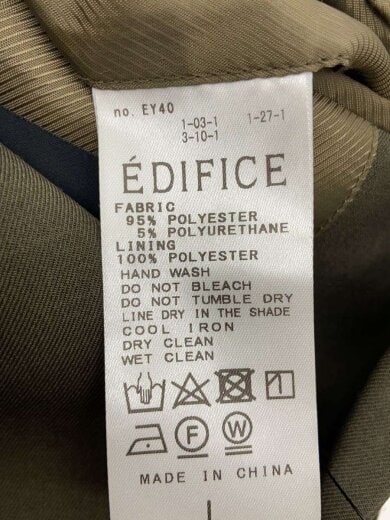 no. EY40
1-03-1 1-27-1
3-10-1
ÉDIFICE
FABRIC
95% POLYESTER
5% POLYURETHANE
LINING
100% POLYESTER
HAND WASH
DO NOT BLEACH
DO NOT TUMBLE DRY
LINE DRY IN THE SHADE
COOL IRON
DRY CLEAN
WET CLEAN
F W
MADE IN CHINA
L